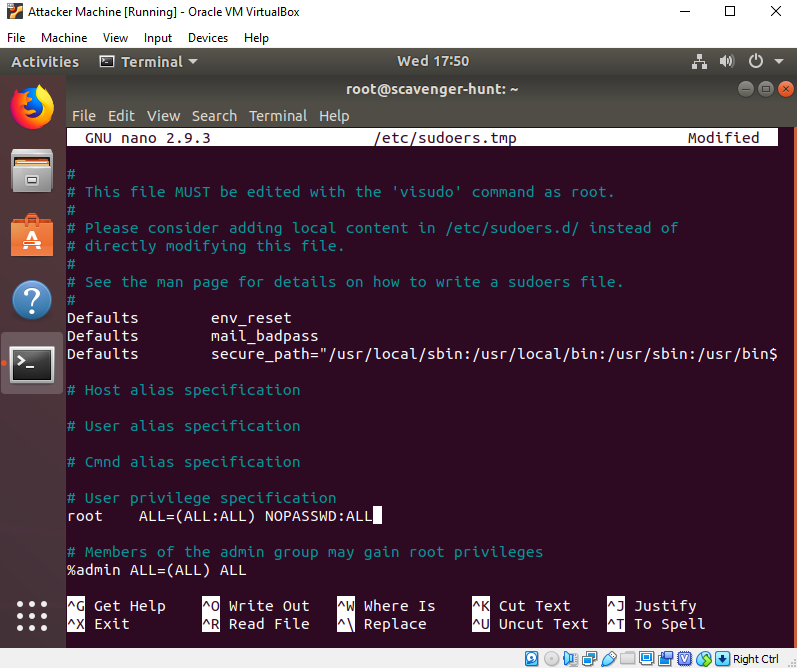 Attacker Machine [Running] - Oracle VM VirtualBox
File Machine View Input Devices Help
Activities Terminal Wed 17:50
root@scavenger-hunt: ~
File Edit View Search Terminal Help
GNU nano 2.9.3 /etc/sudoers.tmp Modified
#
# This file MUST be edited with the 'visudo' command as root.
#
# Please consider adding local content in /etc/sudoers.d/ instead of
# directly modifying this file.
#
# See the man page for details on how to write a sudoers file.
#
Defaults env_reset
Defaults mail_badpass
Defaults secure_path="/usr/local/sbin:/usr/local/bin:/usr/sbin:/usr/bin$
# Host alias specification
# User alias specification
# Cmnd alias specification
# User privilege specification
root ALL=(ALL:ALL) NOPASSWD:ALL
# Members of the admin group may gain root privileges
%admin ALL=(ALL) ALL
^G Get Help ^O Write Out ^W Where Is ^K Cut Text ^J Justify
^X Exit ^R Read File ^\ Replace ^U Uncut Text ^T To Spell
Right Ctrl